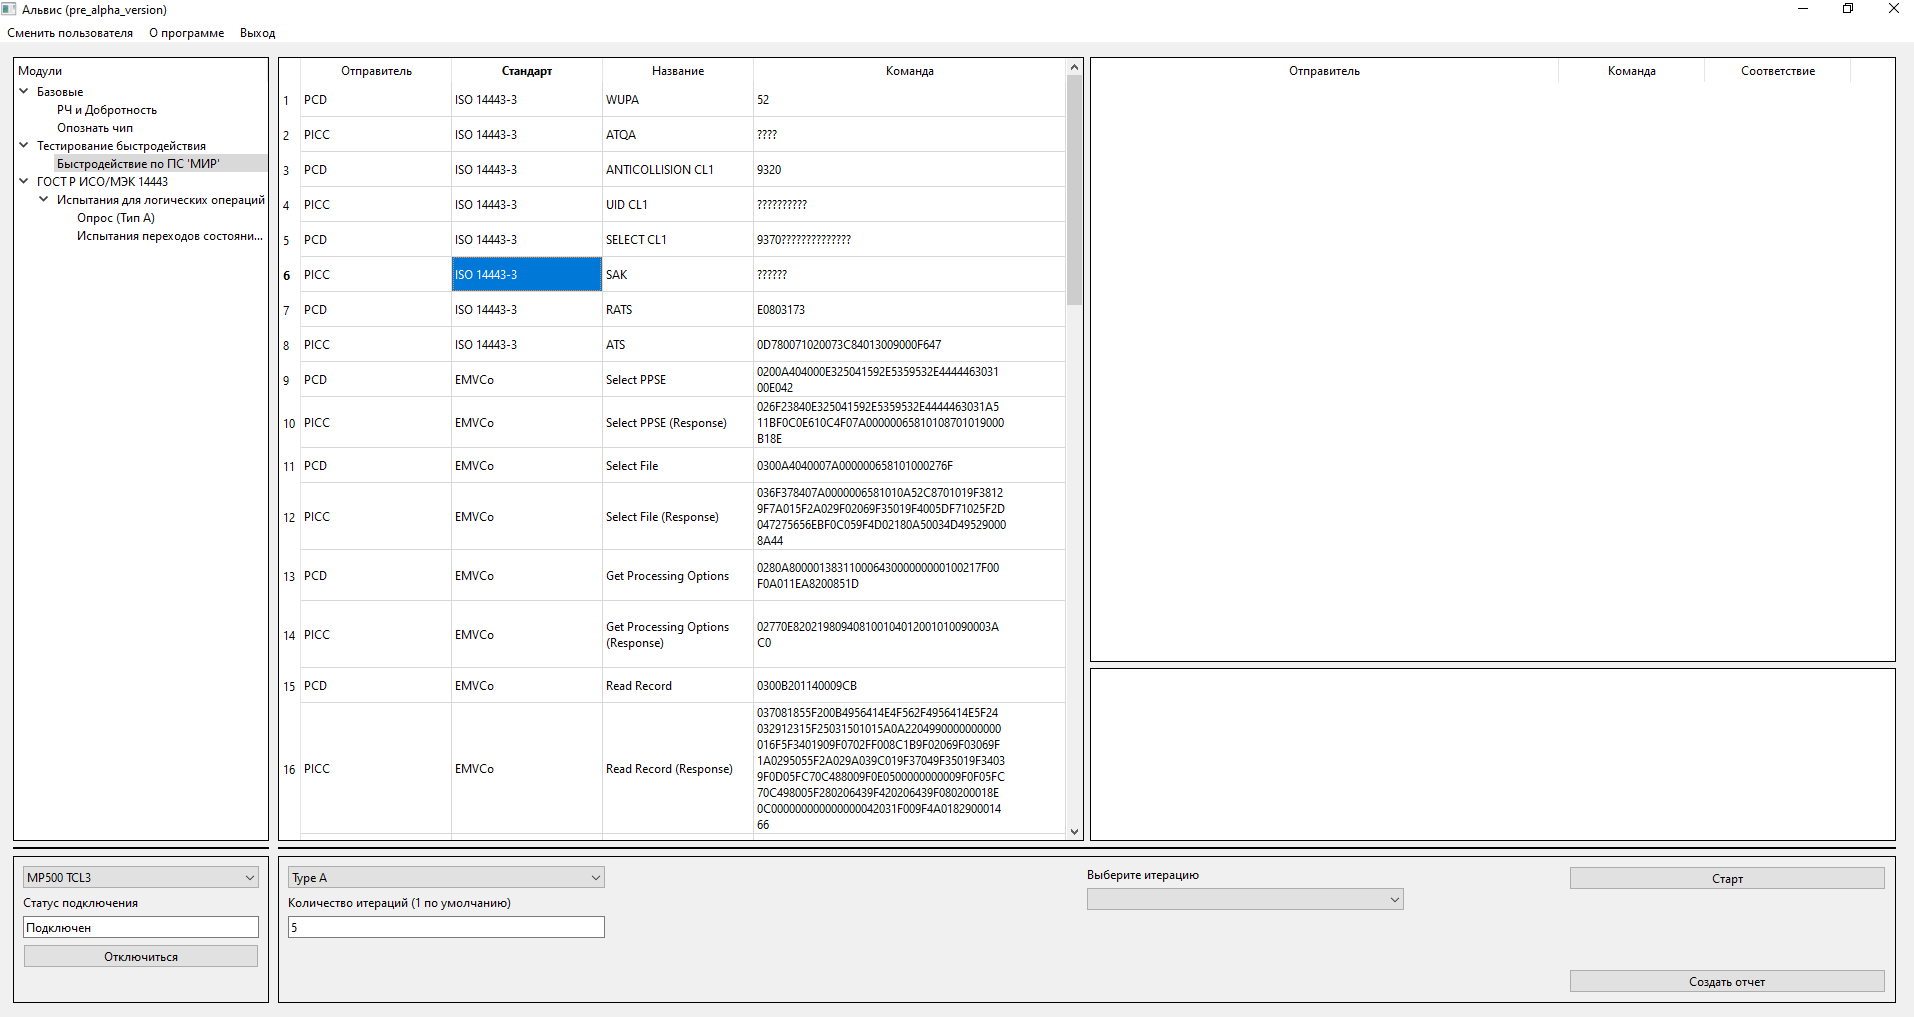 Альвис (pre_alpha_version)
Сменить пользователя О программе Выход
Модули
Базовые
РЧ и Добротность
Опознать чип
Тестирование быстродействия
Быстродействие по ПС 'МИР'
ГОСТ Р ИСО/МЭК 14443
Испытания для логических операций
Опрос (Тип А)
Испытания переходов состояни...
Отправитель Стандарт Название Команда
1 PCD ISO 14443-3 WUPA 52
2 PICC ISO 14443-3 ATQA ????
3 PCD ISO 14443-3 ANTICOLLISION CL1 9320
4 PICC ISO 14443-3 UID CL1 ??????????
5 PCD ISO 14443-3 SELECT CL1 9370??????????????
6 PICC ISO 14443-3 SAK ??????
7 PCD ISO 14443-3 RATS E0803173
8 PICC ISO 14443-3 ATS 0D780071020073C84013009000F647
9 PCD EMVCo Select PPSE 0200A404000E325041592E5359532E4444463031
00E042
10 PICC EMVCo Select PPSE (Response) 026F23840E325041592E5359532E4444463031A5
11BF0C0E610C4F07A00000065810108701019000
B18E
11 PCD EMVCo Select File 0300A4040007A000000658101000276F
12 PICC EMVCo Select File (Response) 036F378407A0000006581010A52C8701019F3812
9F7A015F2A029F02069F35019F4005DF71025F2D
047275656EBF0C059F4D02180A50034D49529000
8A44
13 PCD EMVCo Get Processing Options 0280A80000138311000643000000000100217F00
F0A011EA8200851D
14 PICC EMVCo Get Processing Options
(Response) 02770E82021980940810010401200101009003A
C0
15 PCD EMVCo Read Record 0300B201140009CB
16 PICC EMVCo Read Record (Response) 037081855F200B4956414E4F562F4956414E5F24
032912315F25031501015A0A2204990000000000
016F5F3401909F0702FF008C1B9F02069F03069F
1A0295055F2A029A039C019F37049F35019F3403
9F0D05FC70C488009F0E0500000000009F0F05FC
70C498005F280206439F420206439F080200018E
0C000000000000000042031F009F4A0182900014
66
Отправитель Команда Соответствие
MP500 TCL3
Статус подключения
Подключен
Отключиться
Type A
Количество итераций (1 по умолчанию)
5
Выберите итерацию
Старт
Создать отчет